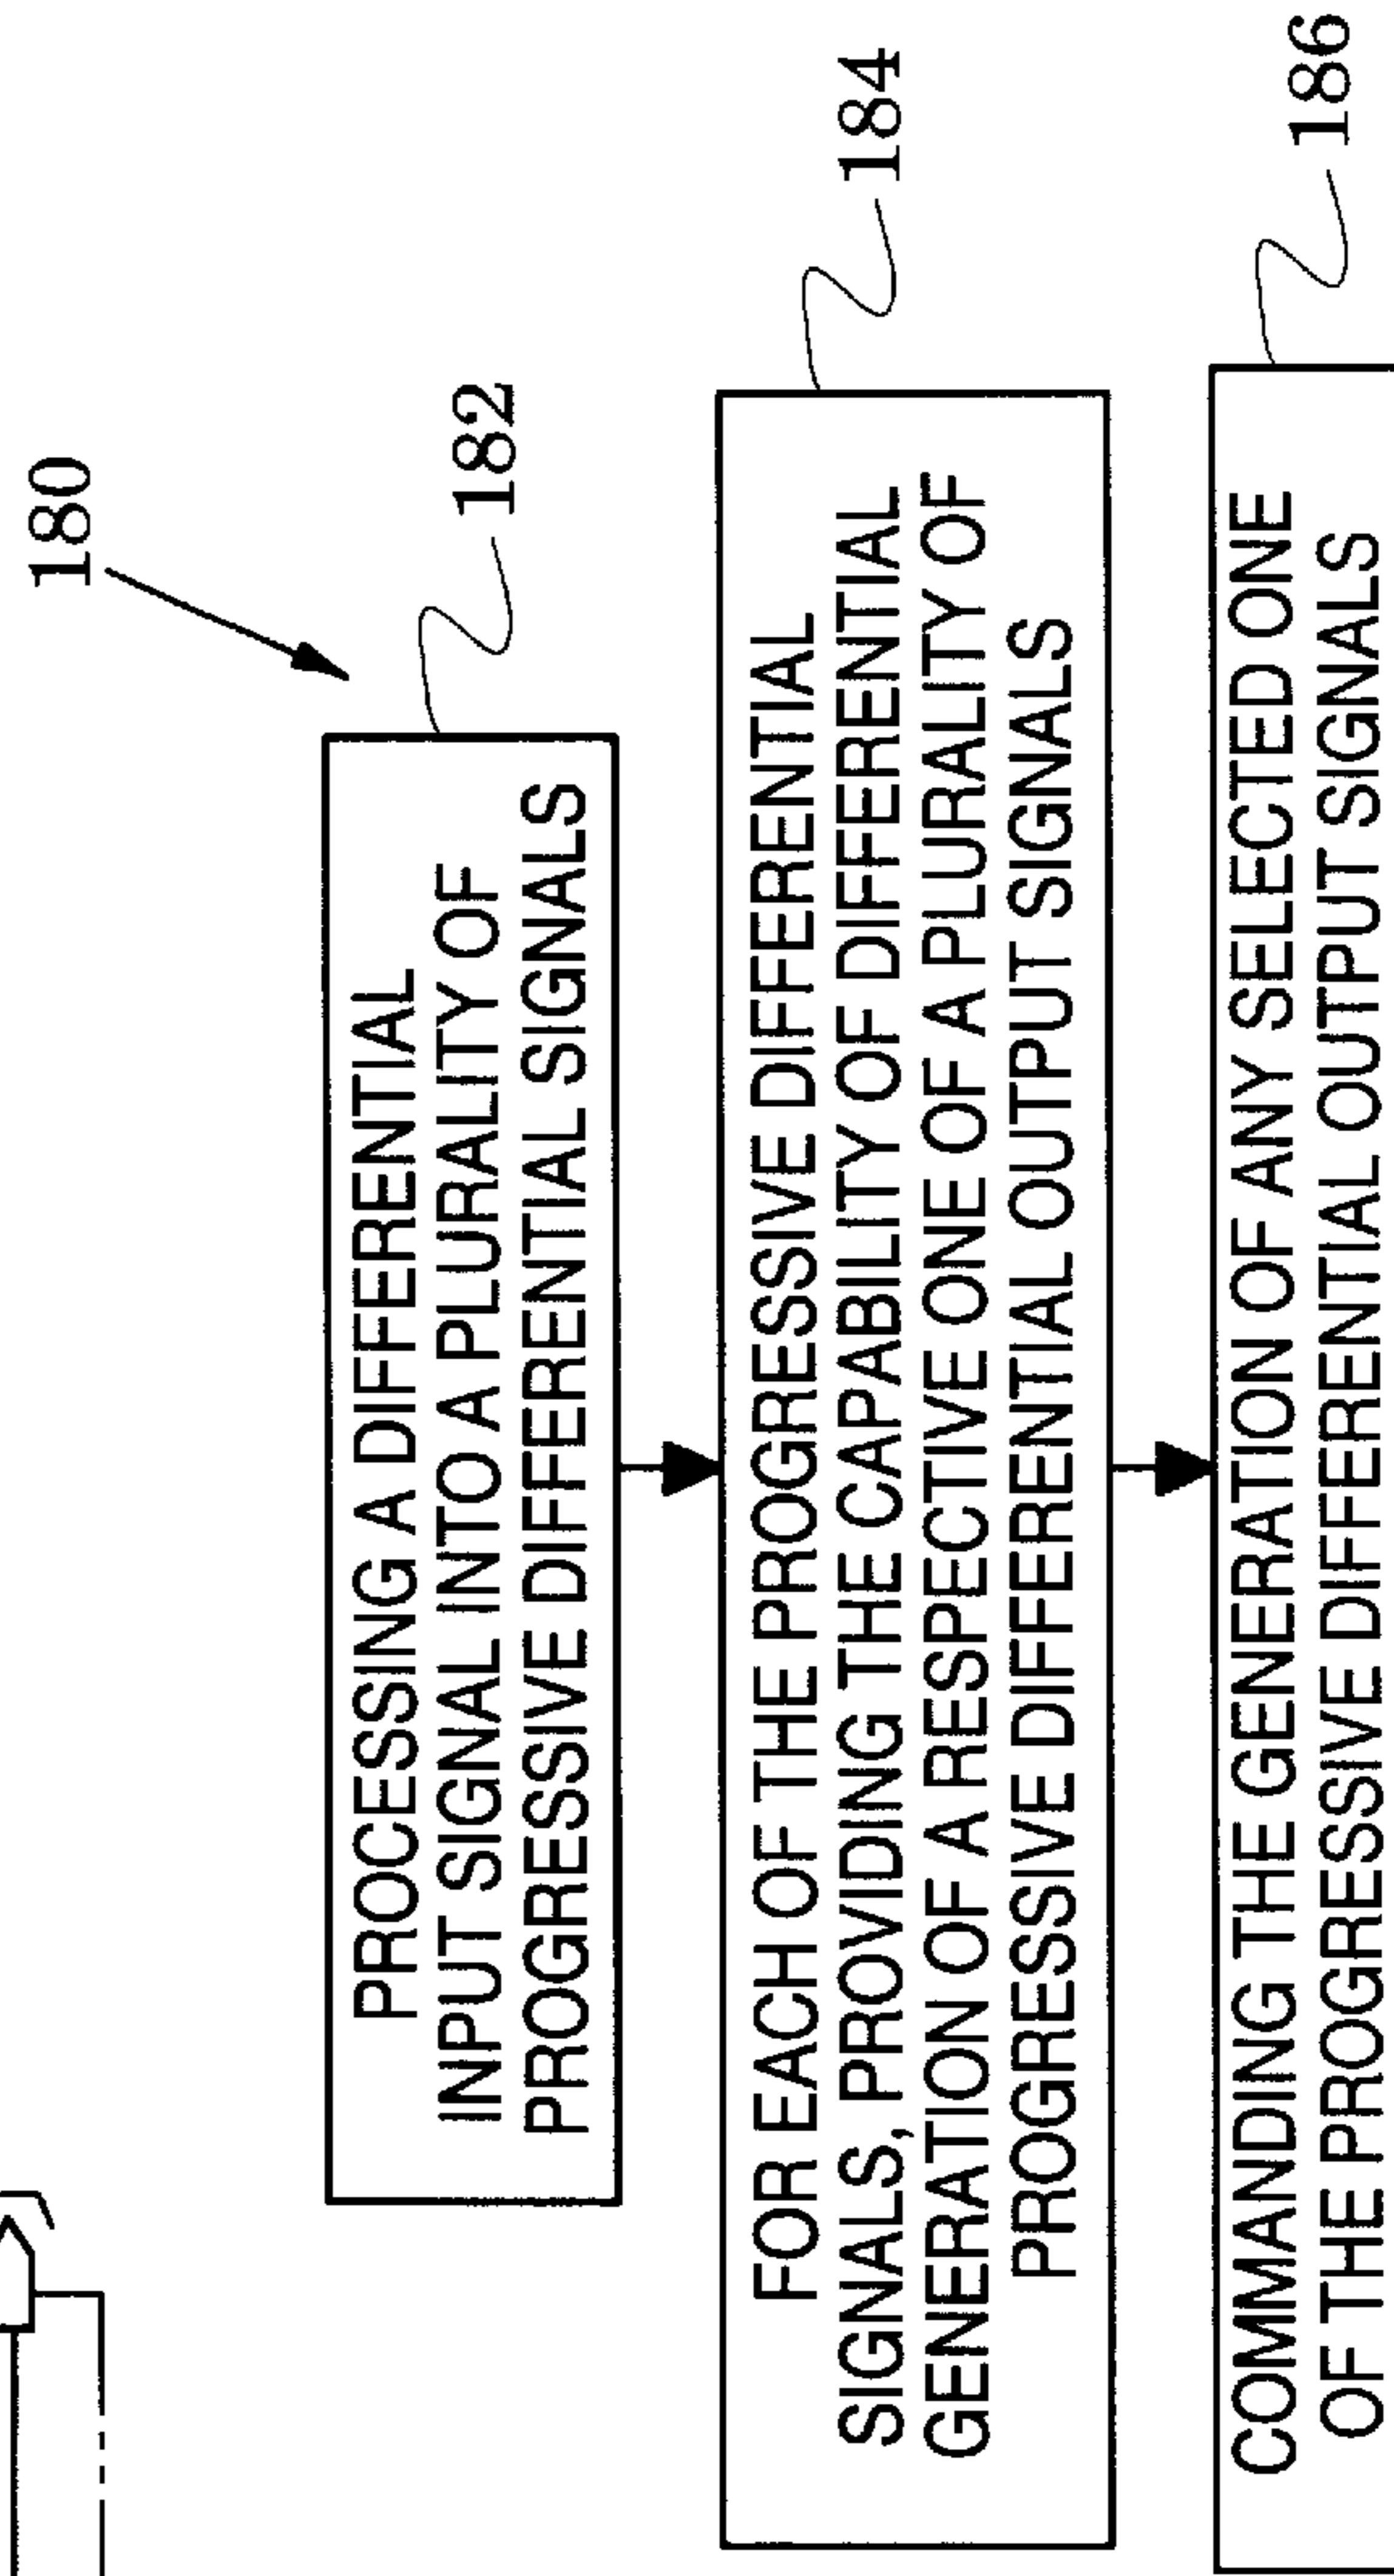 180
PROCESSING A DIFFERENTIAL
INPUT SIGNAL INTO A PLURALITY OF
PROGRESSIVE DIFFERENTIAL SIGNALS
182
FOR EACH OF THE PROGRESSIVE DIFFERENTIAL
SIGNALS, PROVIDING THE CAPABILITY OF DIFFERENTIAL
GENERATION OF A RESPECTIVE ONE OF A PLURALITY OF
PROGRESSIVE DIFFERENTIAL OUTPUT SIGNALS
184
COMMANDING THE GENERATION OF ANY SELECTED ONE
OF THE PROGRESSIVE DIFFERENTIAL OUTPUT SIGNALS
186